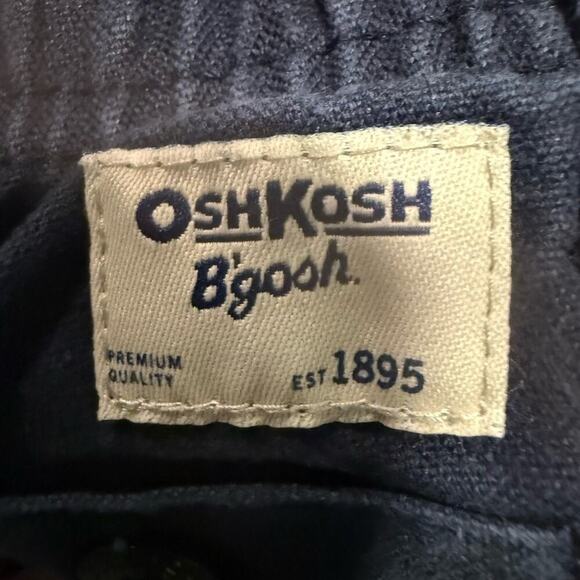 OSHKOSH
B'gosh.
PREMIUM
QUALITY
EST 1895